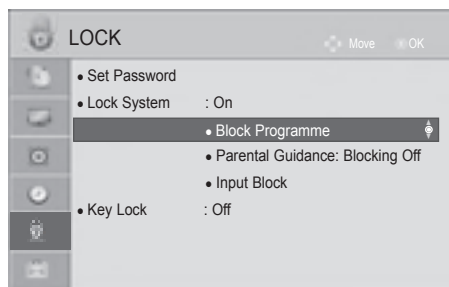 LOCK
Move OK
• Set Password
• Lock System : On
• Block Programme
• Parental Guidance: Blocking Off
• Input Block
• Key Lock : Off